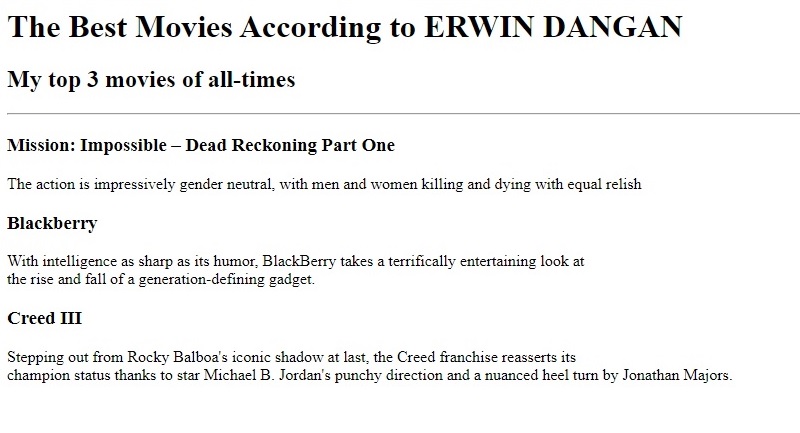 The Best Movies According to ERWIN DANGAN
My top 3 movies of all-times
Mission: Impossible – Dead Reckoning Part One
The action is impressively gender neutral, with men and women killing and dying with equal relish
Blackberry
With intelligence as sharp as its humor, BlackBerry takes a terrifically entertaining look at
the rise and fall of a generation-defining gadget.
Creed III
Stepping out from Rocky Balboa's iconic shadow at last, the Creed franchise reasserts its
champion status thanks to star Michael B. Jordan's punchy direction and a nuanced heel turn by Jonathan Majors.